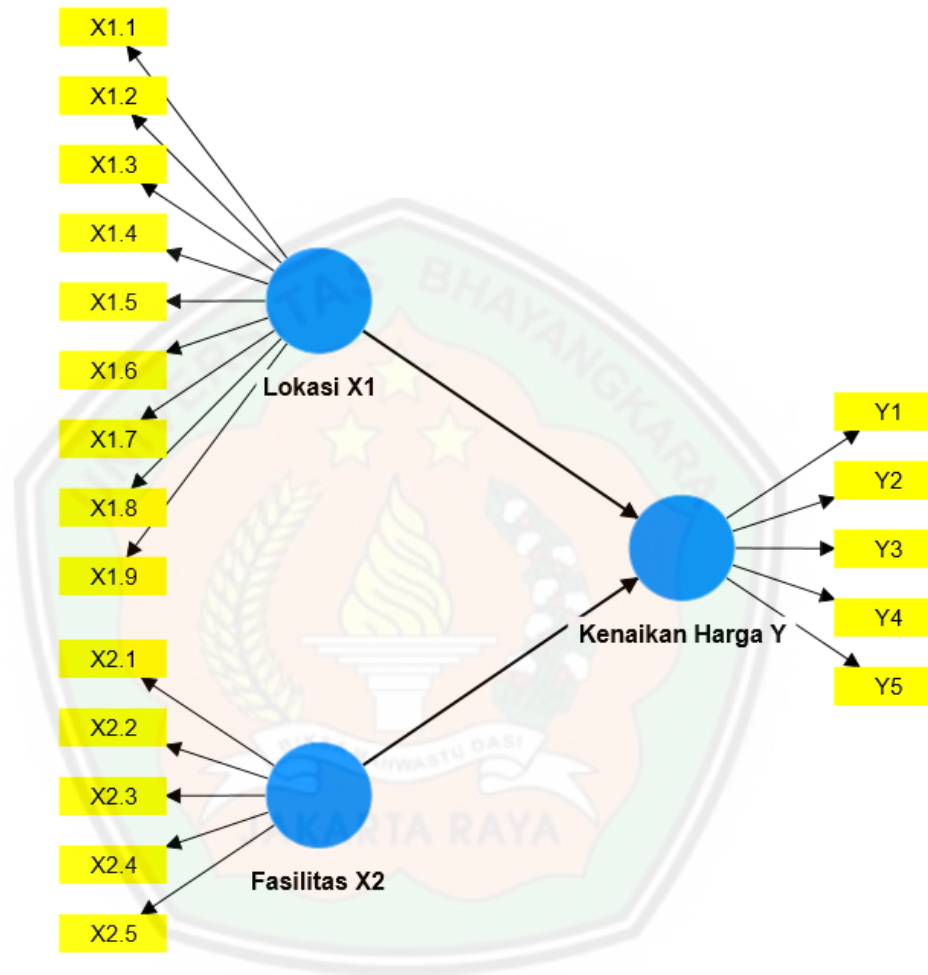 X1.1
X1.2
X1.3
X1.4
X1.5
X1.6
X1.7
X1.8
X1.9
Lokasi X1
X2.1
X2.2
X2.3
X2.4
X2.5
Fasilitas X2
Kenaikan Harga Y
Y1
Y2
Y3
Y4
Y5
BHAYANGKARA
JAKARTA RAYA